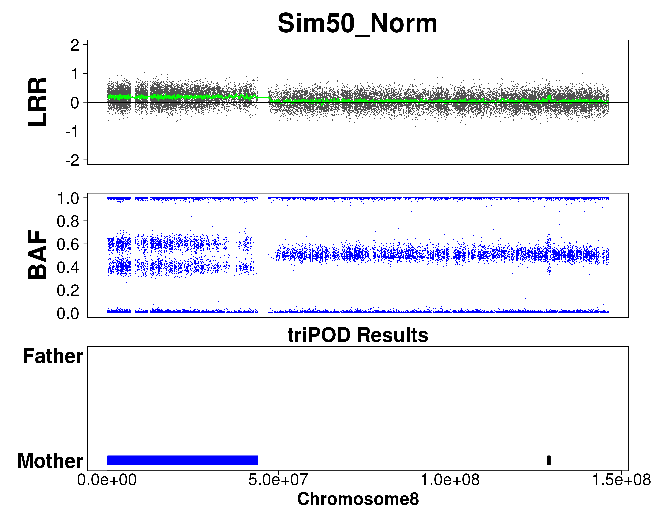 Sim50_Norm
2
1
0
-1
-2
LRR
1.0
0.8
0.6
0.4
0.2
0.0
BAF
triPOD Results
Father
Mother
0.0e+00 5.0e+07 1.0e+08 1.5e+08
Chromosome8